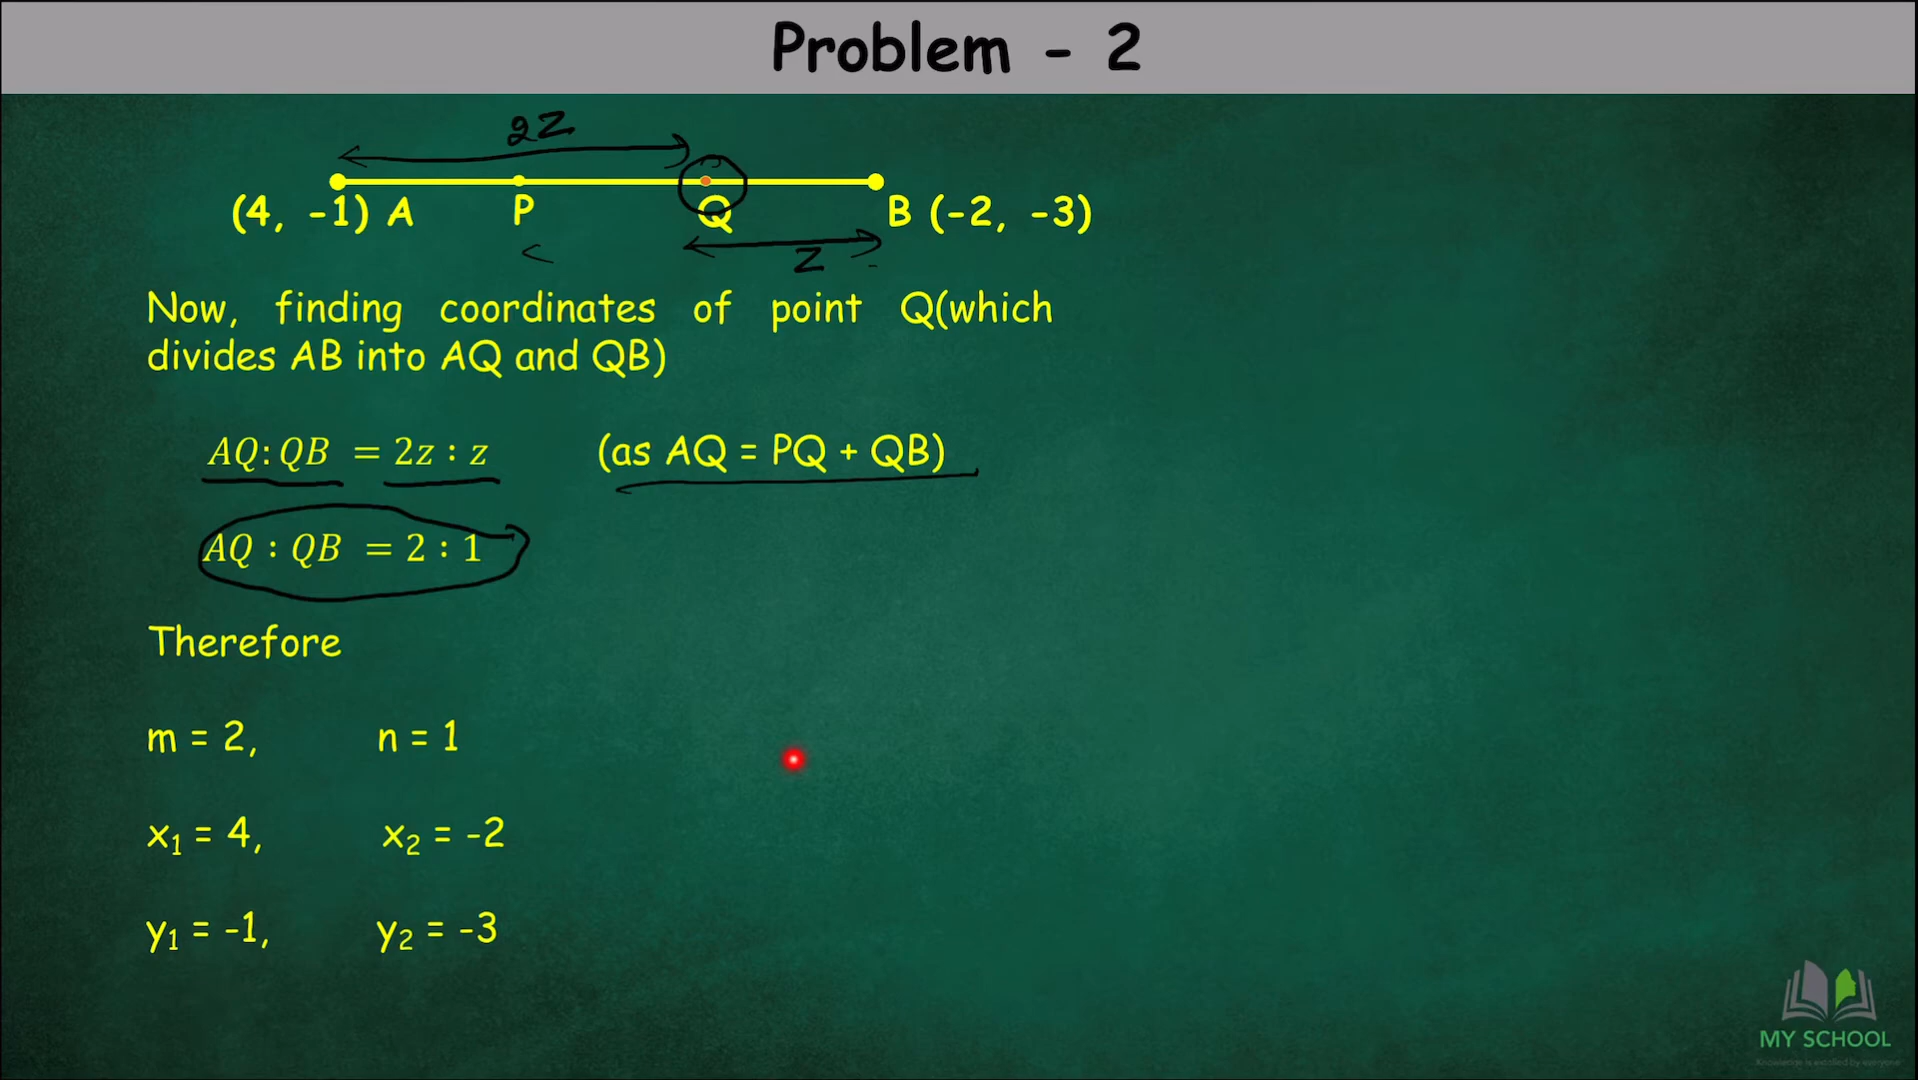 Problem - 2
2Z
(4, -1) A P Q B (-2, -3)
Z
Now, finding coordinates of point Q(which
divides AB into AQ and QB)
AQ:QB = 2z : z (as AQ = PQ + QB)
AQ : QB = 2 : 1
Therefore
m = 2, n = 1
x₁ = 4, x₂ = -2
y₁ = -1, y₂ = -3
MY SCHOOL